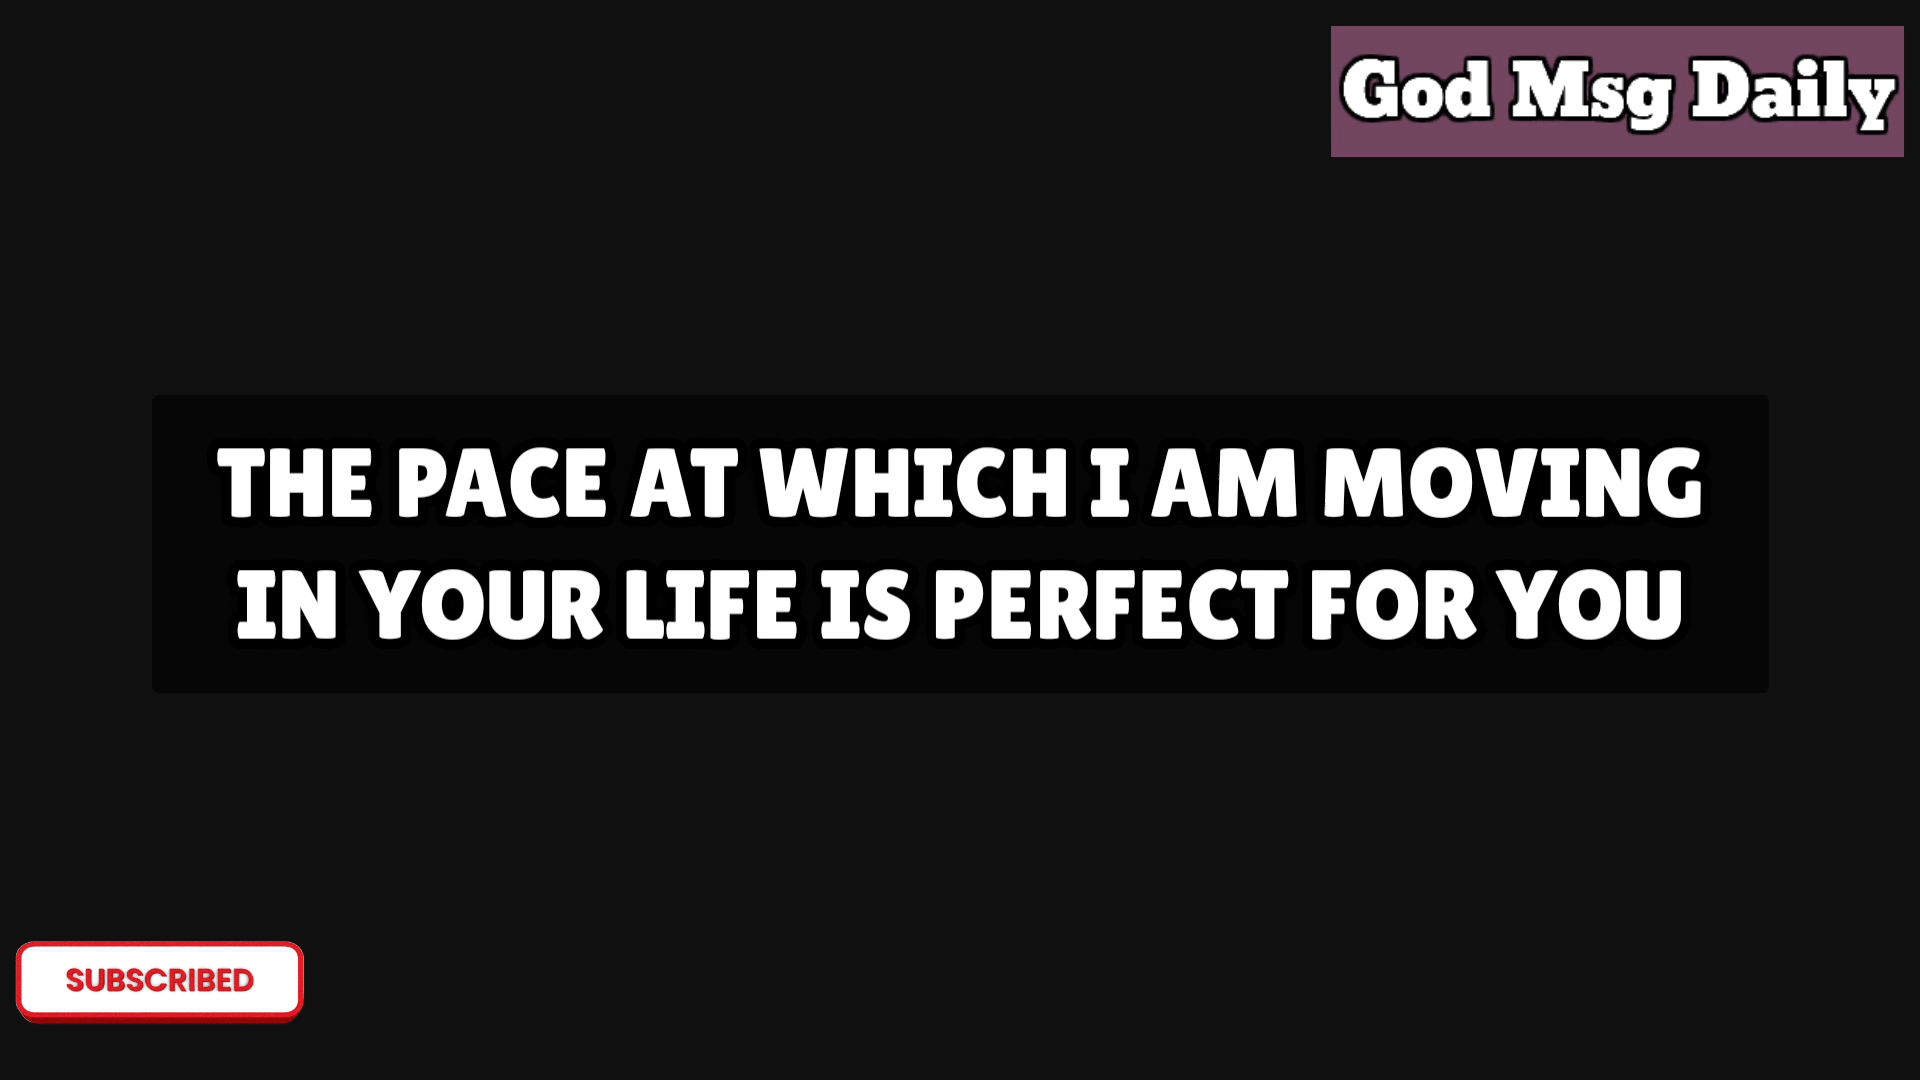 God Msg Daily
THE PACE AT WHICH I AM MOVING
IN YOUR LIFE IS PERFECT FOR YOU
SUBSCRIBED